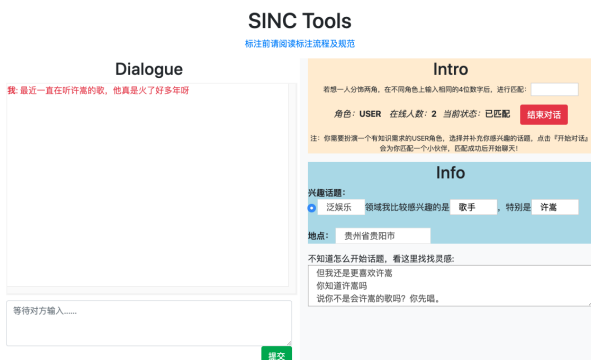 SINC Tools
标注前请阅读标注流程及规范
Dialogue
我: 最近一直在听许嵩的歌，他真是火了好多年呀
等待对方输入......
提交
Intro
若想一人分饰两角，在不同角色上输入相同的4位数字后，进行匹配：
角色：USER 在线人数：2 当前状态：已匹配 结束对话
注：你需要扮演一个有知识需求的USER角色，选择并补充你感兴趣的话题，点击『开始对话』
会为你匹配一个小伙伴，匹配成功后开始聊天！
Info
兴趣话题：
泛娱乐 领域我比较感兴趣的是 歌手 ，特别是 许嵩
地点： 贵州省贵阳市
不知道怎么开始话题，看这里找找灵感:
但我还是更喜欢许嵩
你知道许嵩吗
说你不是会许嵩的歌吗？你先唱。